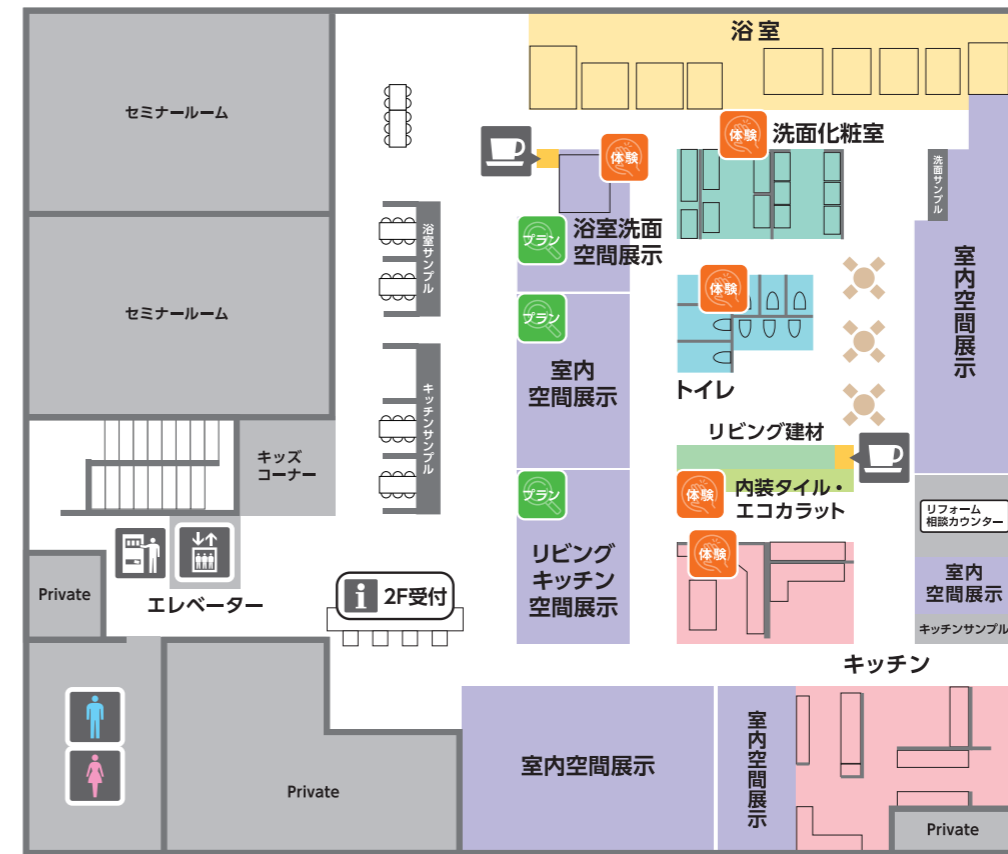 浴室
セミナールーム
体験
洗面化粧室
体験
洗面サンプル
プラン
浴室洗面
空間展示
浴室サンプル
室内空間展示
体験
セミナールーム
プラン
室内
空間展示
トイレ
キッチンサンプル
リビング建材
キッズ
コーナー
プラン
体験
内装タイル・
エコカラット
リフォーム
相談カウンター
リビング
キッチン
空間展示
体験
室内
空間展示
Private
エレベーター
i
2F受付
キッチンサンプル
キッチン
室内空間展示
室内空間展示
Private
Private